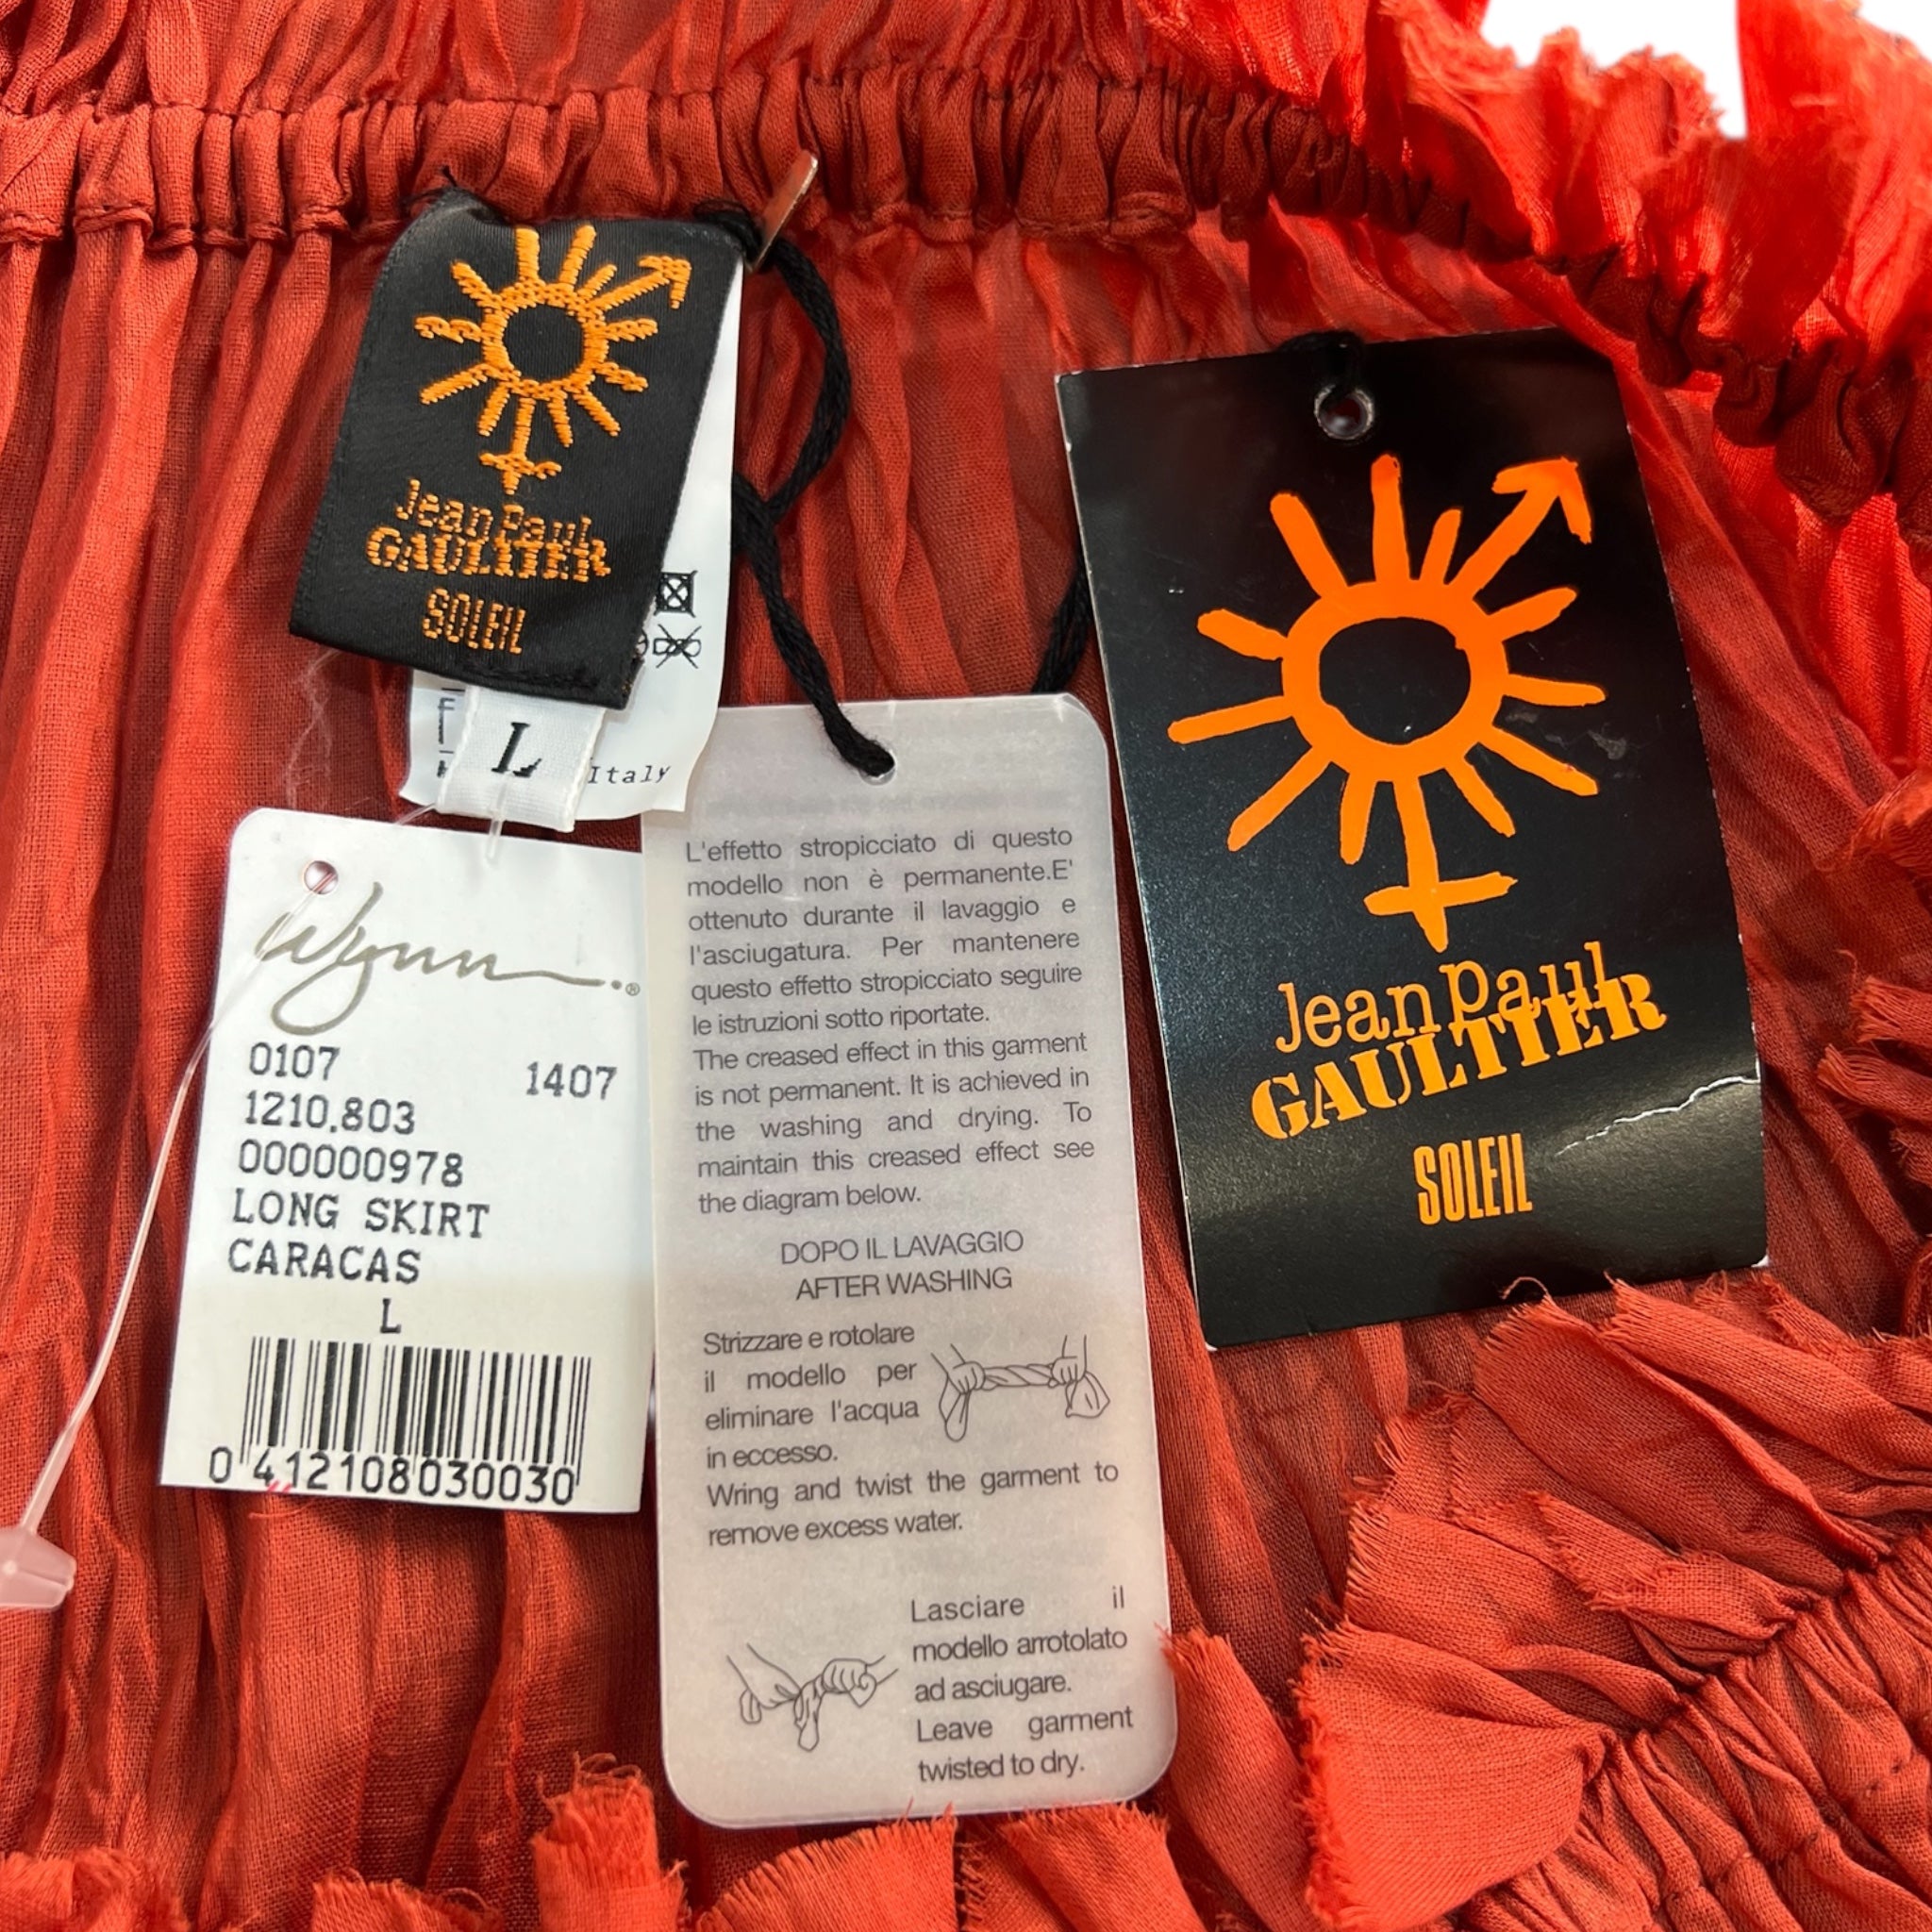 Jean Paul
GAULTIER
SOLEIL
L
Italy
Wynn.®
0107 1407
1210.803
000000978
LONG SKIRT
CARACAS
L
0 412108030030
L'effetto stropicciato di questo
modello non è permanente.E'
ottenuto durante il lavaggio e
l'asciugatura. Per mantenere
questo effetto stropicciato seguire
le istruzioni sotto riportate.
The creased effect in this garment
is not permanent. It is achieved in
the washing and drying. To
maintain this creased effect see
the diagram below.
DOPO IL LAVAGGIO
AFTER WASHING
Strizzare e rotolare
il modello per
eliminare l'acqua
in eccesso.
Wring and twist the garment to
remove excess water.
Lasciare il
modello arrotolato
ad asciugare.
Leave garment
twisted to dry.
Jean Paul
GAULTIER
SOLEIL